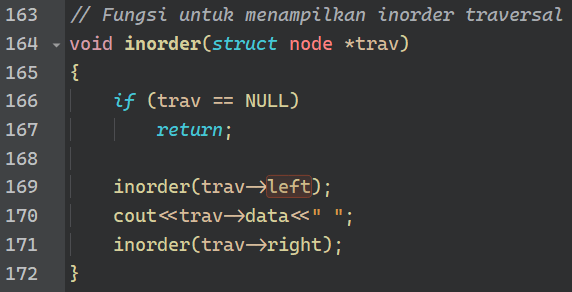 163 // Fungsi untuk menampilkan inorder traversal
164 void inorder(struct node *trav)
165 {
166     if (trav == NULL)
167         return;
168
169     inorder(trav->left);
170     cout<<trav->data<<" ";
171     inorder(trav->right);
172 }